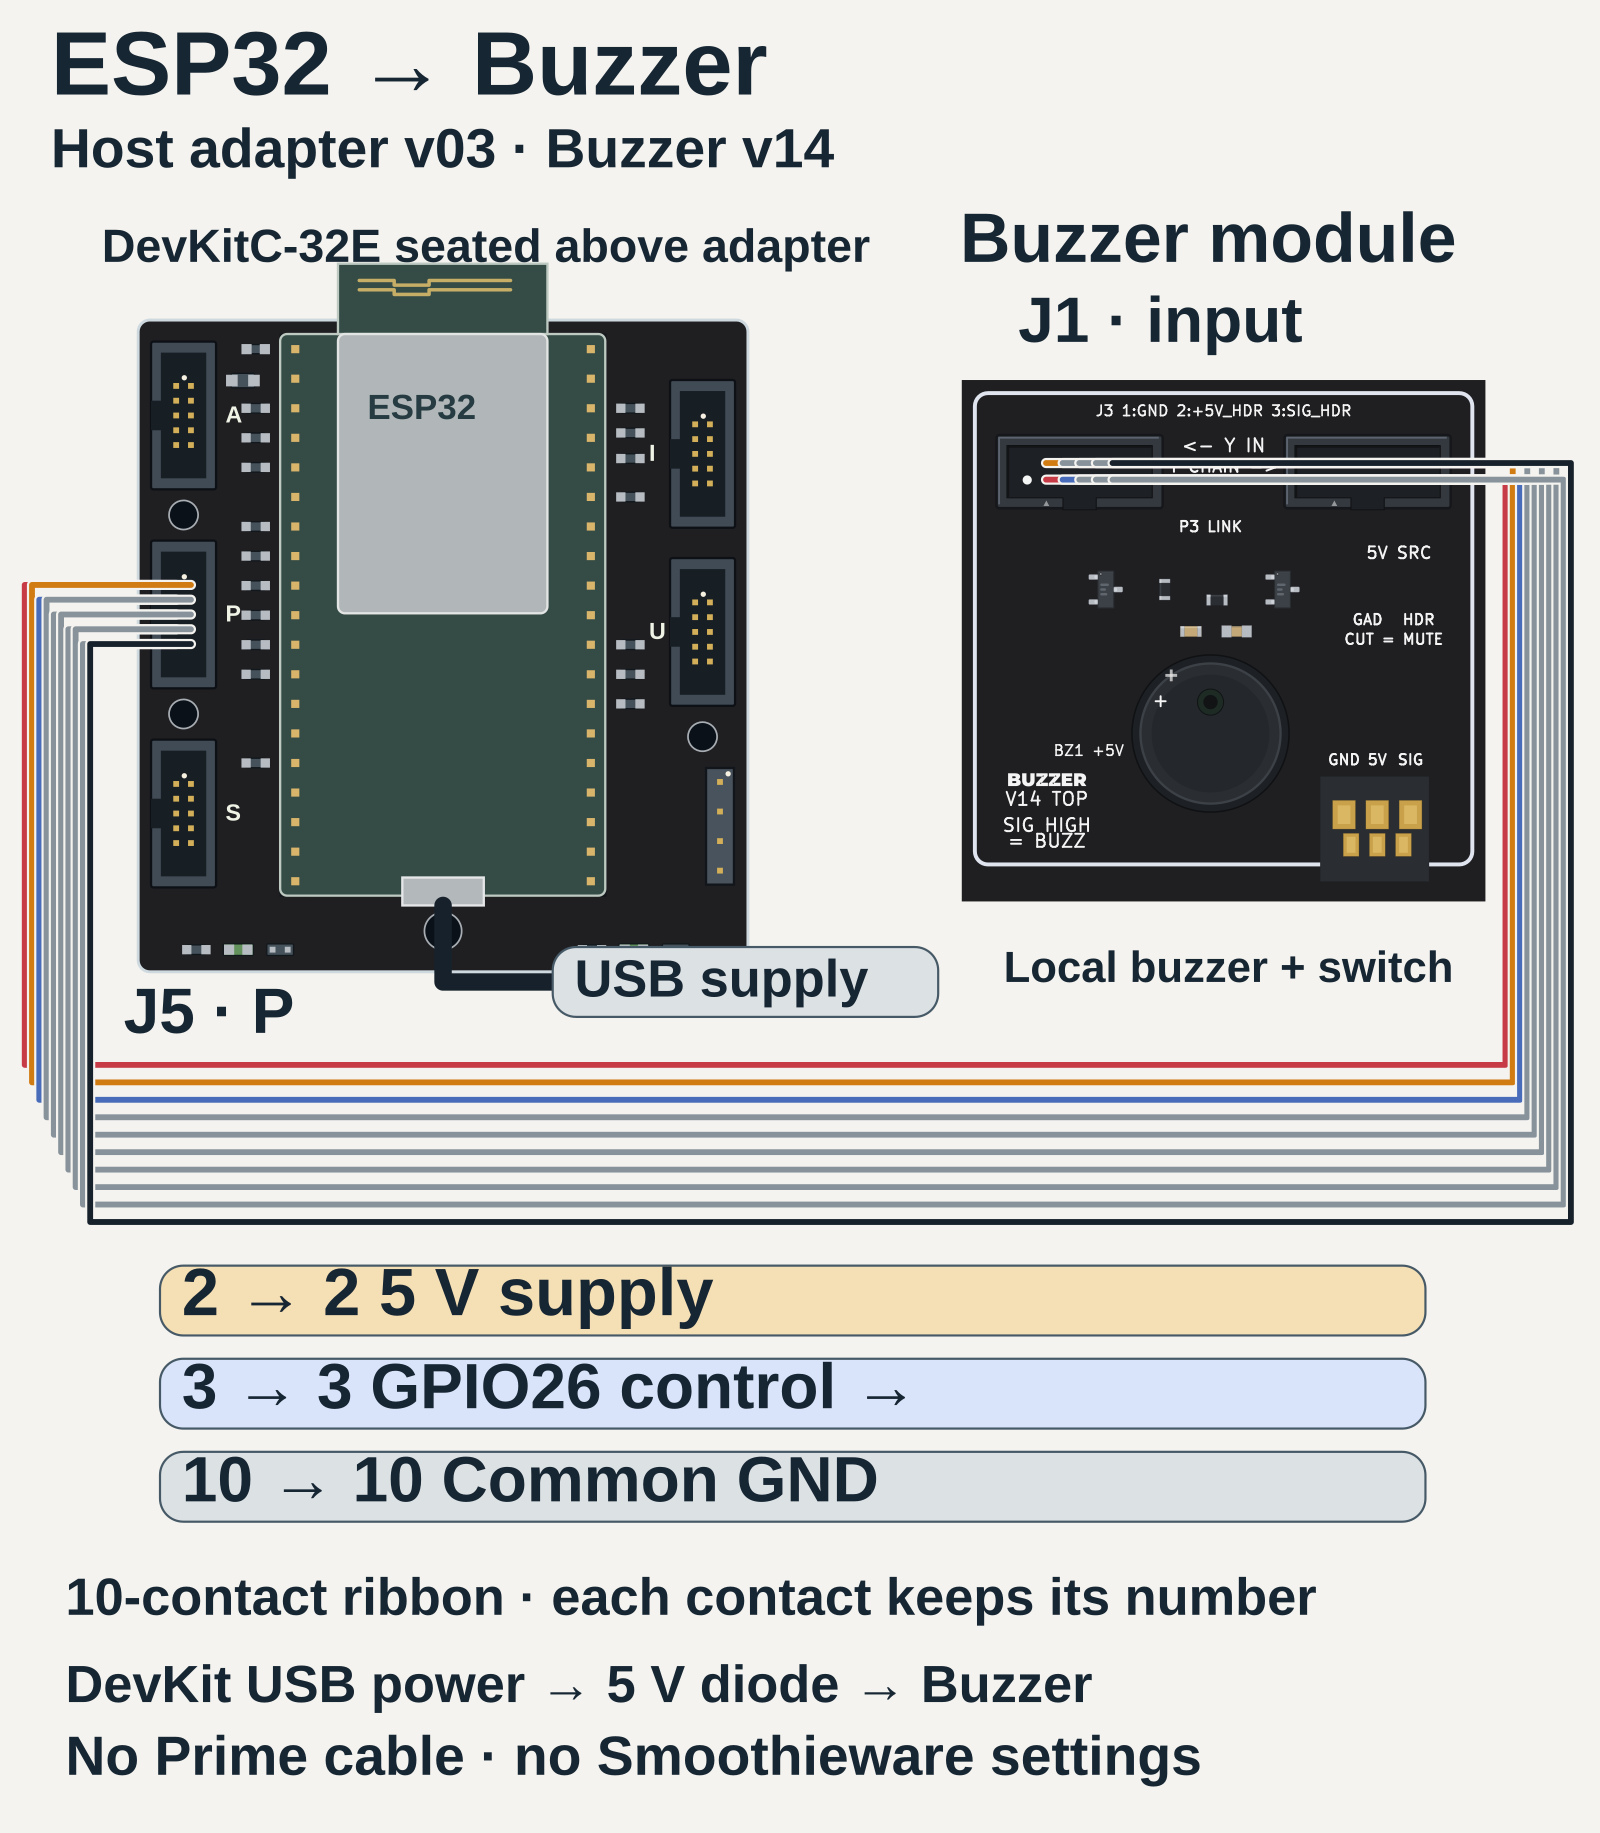 ESP32 → Buzzer
Host adapter v03 · Buzzer v14
DevKitC-32E seated above adapter
Buzzer module
J1 · input
ESP32
A
P
S
I
U
J3 1:GND 2:+5V_HDR 3:SIG_HDR
<- Y IN
P3 LINK
5V SRC
GAD HDR
CUT = MUTE
BZ1 +5V
BUZZER
V14 TOP
SIG HIGH
= BUZZ
GND 5V SIG
USB supply
Local buzzer + switch
J5 · P
2 → 2 5 V supply
3 → 3 GPIO26 control →
10 → 10 Common GND
10-contact ribbon · each contact keeps its number
DevKit USB power → 5 V diode → Buzzer
No Prime cable · no Smoothieware settings